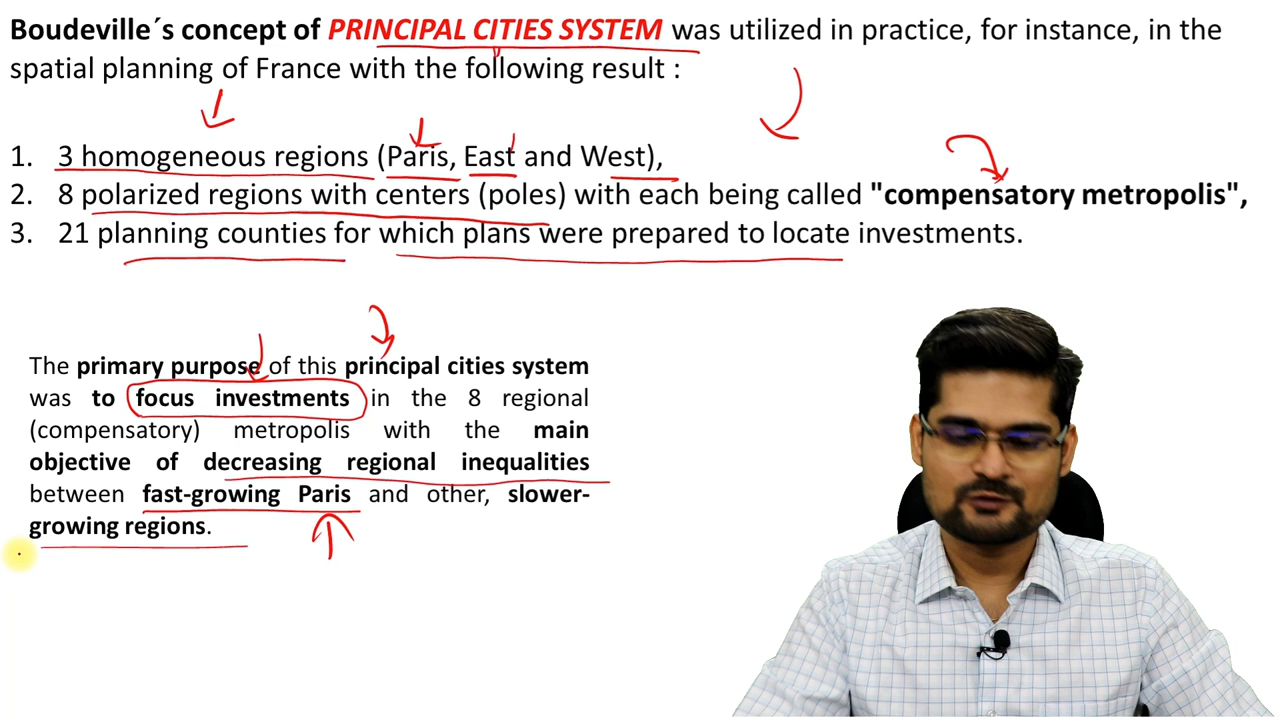 Boudeville´s concept of PRINCIPAL CITIES SYSTEM was utilized in practice, for instance, in the
spatial planning of France with the following result :
1. 3 homogeneous regions (Paris, East and West),
2. 8 polarized regions with centers (poles) with each being called "compensatory metropolis",
3. 21 planning counties for which plans were prepared to locate investments.
The primary purpose of this principal cities system
was to focus investments in the 8 regional
(compensatory) metropolis with the main
objective of decreasing regional inequalities
between fast-growing Paris and other, slower-
growing regions.